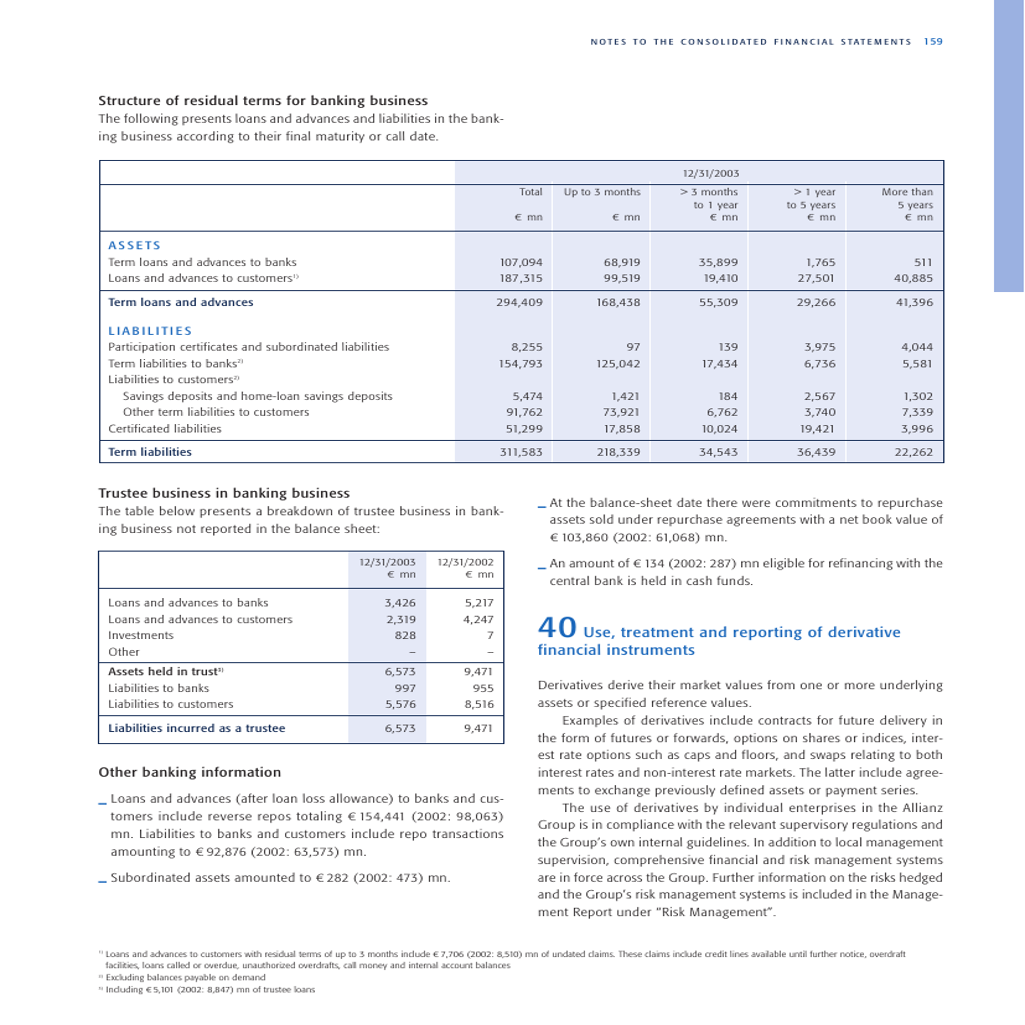 NOTES TO THE CONSOLIDATED FINANCIAL STATEMENTS 159
Structure of residual terms for banking business
The following presents loans and advances and liabilities in the bank-
ing business according to their final maturity or call date.
12/31/2003
Total Up to 3 months > 3 months > 1 year More than
to 1 year to 5 years 5 years
€ mn € mn € mn € mn € mn
ASSETS
Term loans and advances to banks 107,094 68,919 35,899 1,765 511
Loans and advances to customers1) 187,315 99,519 19,410 27,501 40,885
Term loans and advances 294,409 168,438 55,309 29,266 41,396
LIABILITIES
Participation certificates and subordinated liabilities 8,255 97 139 3,975 4,044
Term liabilities to banks2) 154,793 125,042 17,434 6,736 5,581
Liabilities to customers2)
Savings deposits and home-loan savings deposits 5,474 1,421 184 2,567 1,302
Other term liabilities to customers 91,762 73,921 6,762 3,740 7,339
Certificated liabilities 51,299 17,858 10,024 19,421 3,996
Term liabilities 311,583 218,339 34,543 36,439 22,262
Trustee business in banking business
The table below presents a breakdown of trustee business in bank-
ing business not reported in the balance sheet:
12/31/2003 12/31/2002
€ mn € mn
Loans and advances to banks 3,426 5,217
Loans and advances to customers 2,319 4,247
Investments 828 7
Other – –
Assets held in trust3) 6,573 9,471
Liabilities to banks 997 955
Liabilities to customers 5,576 8,516
Liabilities incurred as a trustee 6,573 9,471
Other banking information
_ Loans and advances (after loan loss allowance) to banks and cus-
tomers include reverse repos totaling € 154,441 (2002: 98,063)
mn. Liabilities to banks and customers include repo transactions
amounting to € 92,876 (2002: 63,573) mn.
_ Subordinated assets amounted to € 282 (2002: 473) mn.
_ At the balance-sheet date there were commitments to repurchase
assets sold under repurchase agreements with a net book value of
€ 103,860 (2002: 61,068) mn.
_ An amount of € 134 (2002: 287) mn eligible for refinancing with the
central bank is held in cash funds.
40 Use, treatment and reporting of derivative
financial instruments
Derivatives derive their market values from one or more underlying
assets or specified reference values.
Examples of derivatives include contracts for future delivery in
the form of futures or forwards, options on shares or indices, inter-
est rate options such as caps and floors, and swaps relating to both
interest rates and non-interest rate markets. The latter include agree-
ments to exchange previously defined assets or payment series.
The use of derivatives by individual enterprises in the Allianz
Group is in compliance with the relevant supervisory regulations and
the Group's own internal guidelines. In addition to local management
supervision, comprehensive financial and risk management systems
are in force across the Group. Further information on the risks hedged
and the Group's risk management systems is included in the Manage-
ment Report under "Risk Management".
1) Loans and advances to customers with residual terms of up to 3 months include € 7,706 (2002: 8,510) mn of undated claims. These claims include credit lines available until further notice, overdraft
facilities, loans called or overdue, unauthorized overdrafts, call money and internal account balances
2) Excluding balances payable on demand
3) Including € 5,101 (2002: 8,847) mn of trustee loans